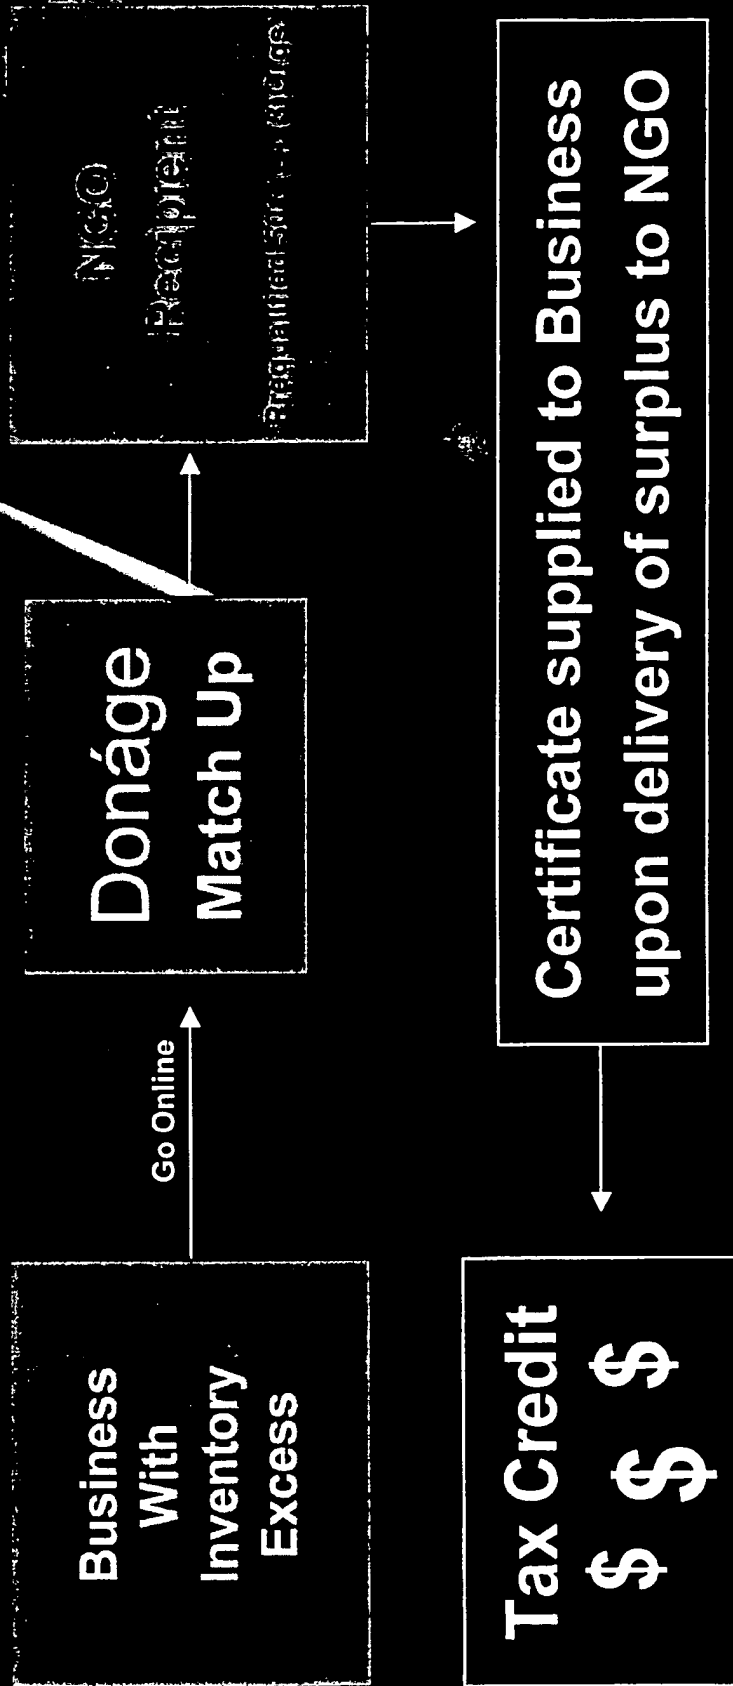 Business
With
Inventory
Excess
Go Online
Donáge
Match Up
NGO
Recipient
Certificate supplied to Business
upon delivery of surplus to NGO
Tax Credit
$ $ $